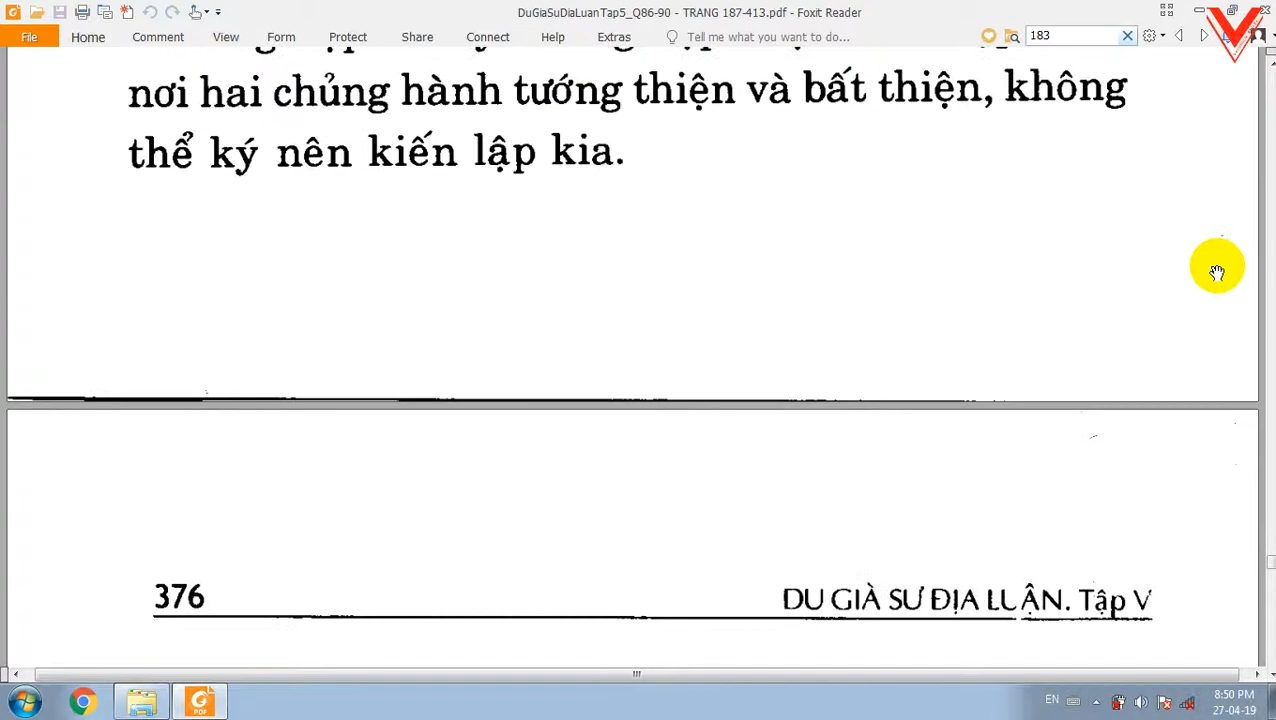 DuGiaSuDiaLuanTap5_Q86-90 - TRANG 187-413.pdf - Foxit Reader
File Home Comment View Form Protect Share Connect Help Extras Tell me what you want to do... 183
nơi hai chủng hành tướng thiện và bất thiện, không
thể ký nên kiến lập kia.
376 DU GIÀ SƯ ĐỊA LUẬN. Tập V
PDF
EN 8:50 PM
27-04-19